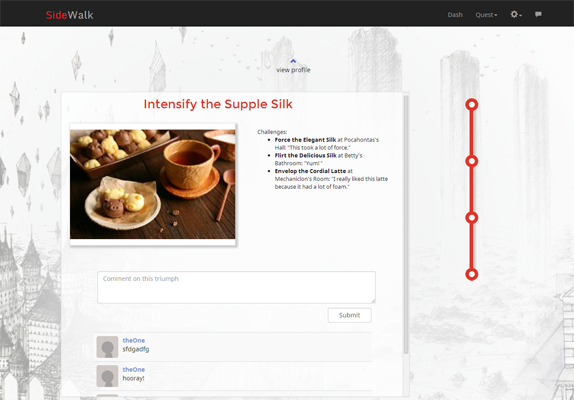 SideWalk
Dash
Quest
view profile
Intensify the Supple Silk
Challenges:
Force the Elegant Silk at Pocahontas's
Hall: "This took a lot of force."
Flirt the Delicious Silk at Betty's
Bathroom: "Yum!"
Envelop the Cordial Latte at
Mechaniclon's Room: "I really liked this latte
because it had a lot of foam."
Comment on this triumph
Submit
theOne
sfdgadfg
theOne
hooray!